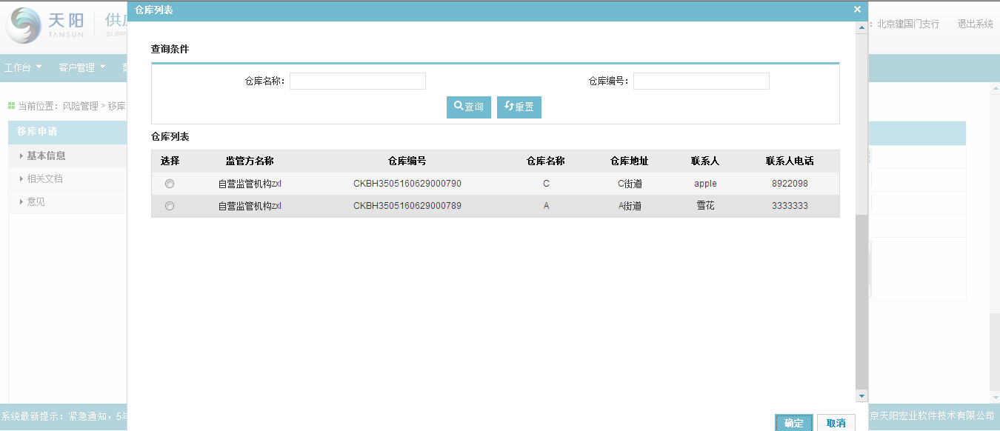 仓库列表 ×
天阳 供
TANSUN SUPP
：北京建国门支行 退出系统
工作台 客户管理
当前位置：风险管理 > 移库
移库申请
基本信息
相关文档
意见
查询条件
仓库名称： 仓库编号：
查询 重置
仓库列表
选择 监管方名称 仓库编号 仓库名称 仓库地址 联系人 联系人电话
自营监管机构zxl CKBH3505160629000790 C C街道 apple 8922098
自营监管机构zxl CKBH3505160629000789 A A街道 雪花 3333333
系统最新提示：紧急通知，5年 京天阳宏业软件技术有限公司
确定 取消